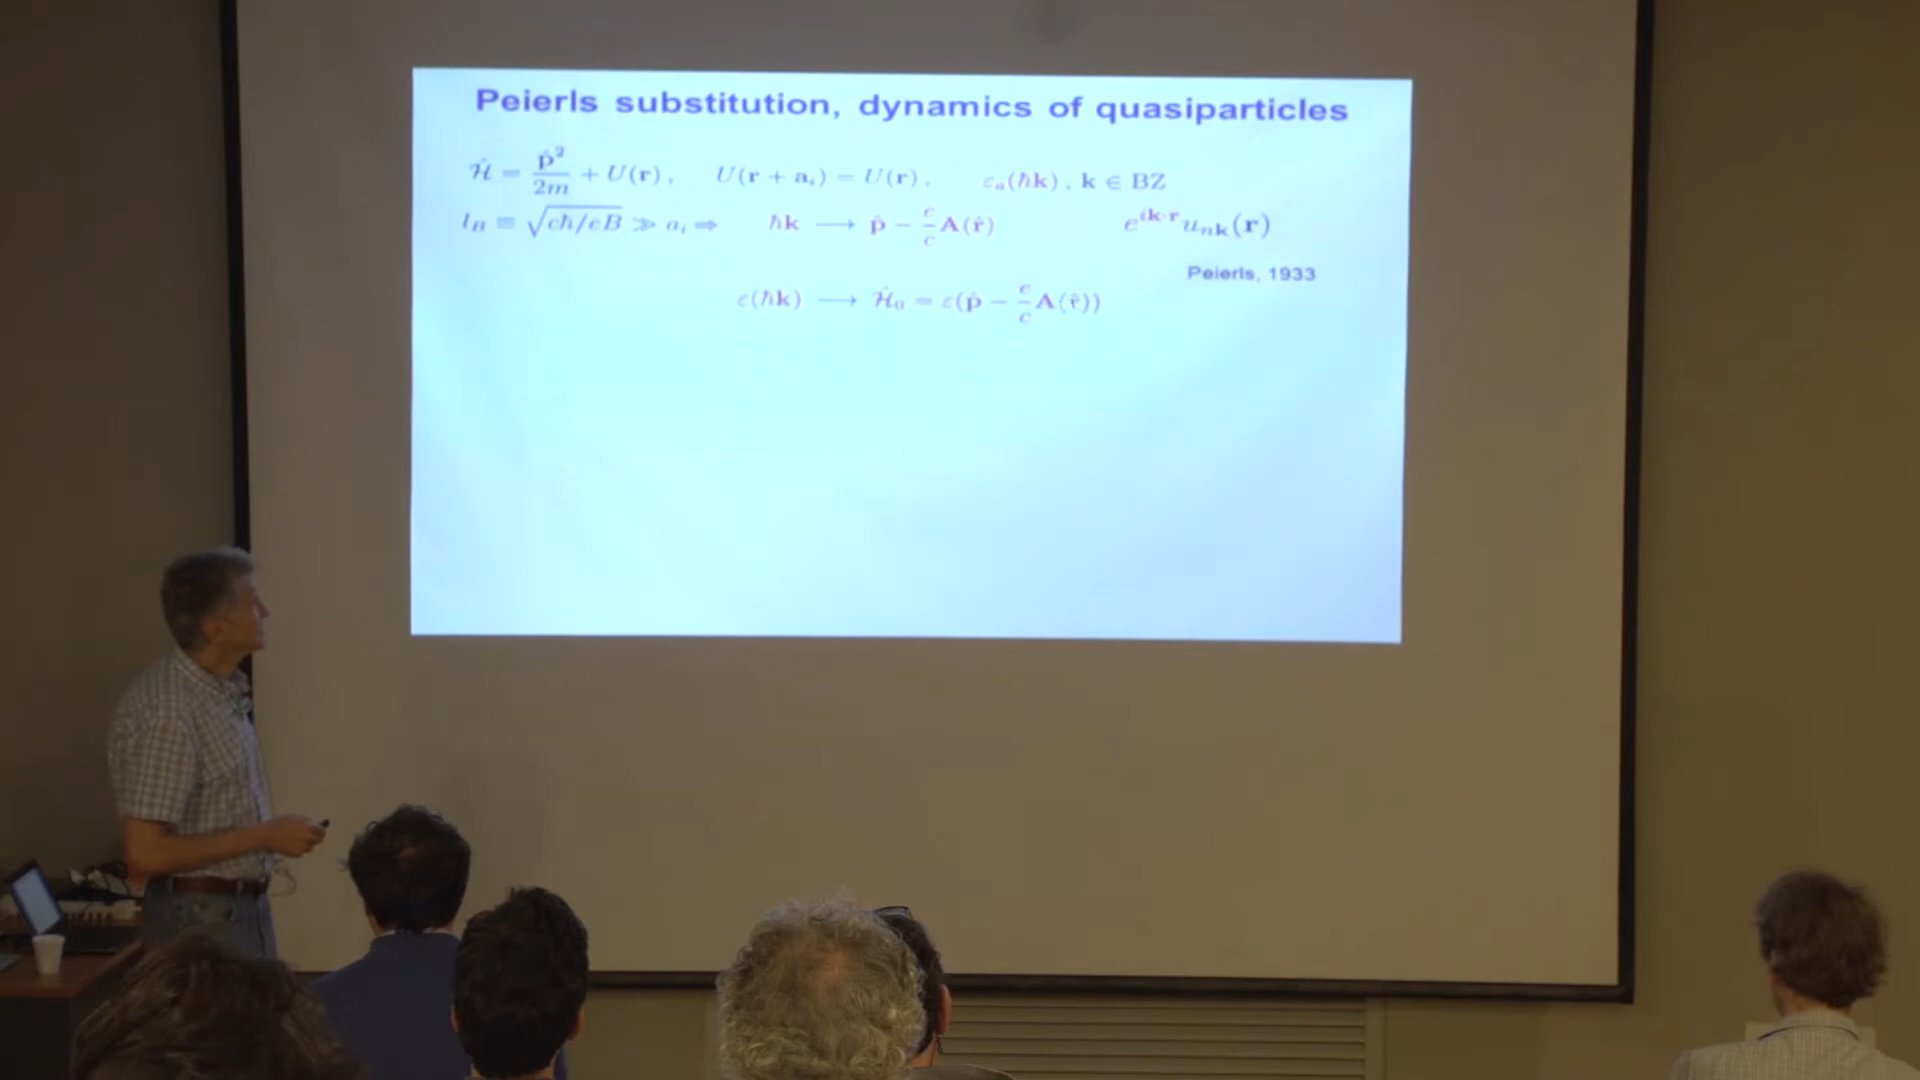 Peierls substitution, dynamics of quasiparticles
Ĥ = p̂²/2m + U(r), U(r + aᵢ) = U(r), εₙ(ħk), k ∈ BZ
l_B ≡ √(cħ/eB) ≫ aᵢ ⇒ ħk ⟶ p̂ − (e/c)A(r̂) e^{ik·r}u_{nk}(r)
Peierls, 1933
ε(ħk) ⟶ Ĥ₀ = ε(p̂ − (e/c)A(r̂))